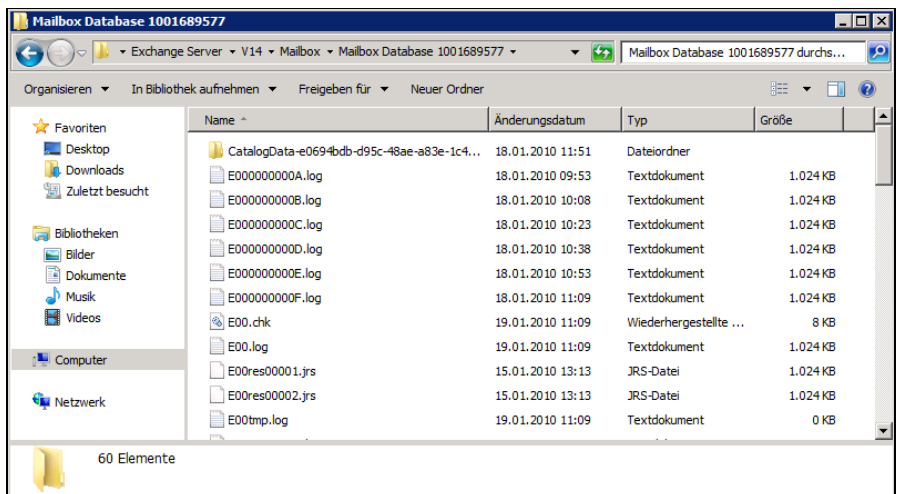 Mailbox Database 1001689577
Exchange Server Y14 Mailbox Mailbox Database 1001689577 Mailbox Database 1001689577 durchs...
Organisieren In Bibliothek aufnehmen Freigeben für Neuer Ordner
Name Änderungsdatum Typ Größe
Favoriten
Desktop
Downloads
Zuletzt besucht
Bibliotheken
Bilder
Dokumente
Musik
Videos
Computer
Netzwerk
CatalogData-e0694bdb-d95c-48ae-a83e-1c4... 18.01.2010 11:51 Dateiordner
E000000000A.log 18.01.2010 09:53 Textdokument 1.024 KB
E000000000B.log 18.01.2010 10:08 Textdokument 1.024 KB
E000000000C.log 18.01.2010 10:23 Textdokument 1.024 KB
E000000000D.log 18.01.2010 10:38 Textdokument 1.024 KB
E000000000E.log 18.01.2010 10:53 Textdokument 1.024 KB
E000000000F.log 18.01.2010 11:09 Textdokument 1.024 KB
E00.chk 19.01.2010 11:09 Wiederhergestellte ... 8 KB
E00.log 19.01.2010 11:09 Textdokument 1.024 KB
E00res00001.jrs 15.01.2010 13:13 JRS-Datei 1.024 KB
E00res00002.jrs 15.01.2010 13:13 JRS-Datei 1.024 KB
E00tmp.log 19.01.2010 11:09 Textdokument 0 KB
60 Elemente